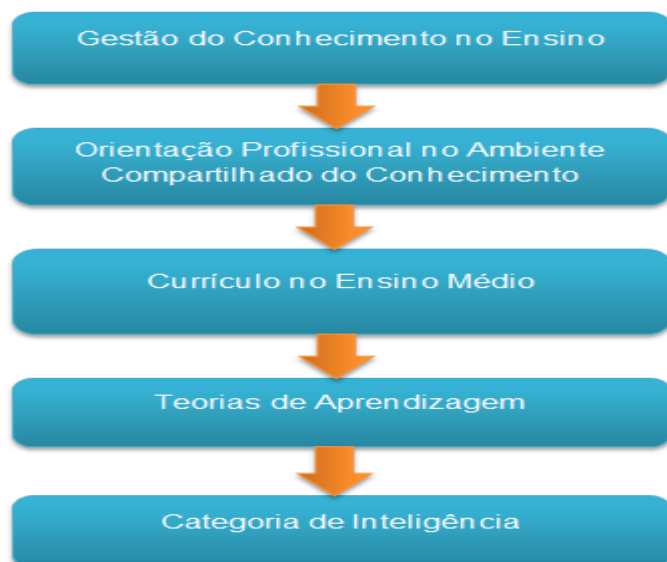 Gestão do Conhecimento no Ensino
Orientação Profissional no Ambiente
Compartilhado do Conhecimento
Currículo no Ensino Médio
Teorias de Aprendizagem
Categoria de Inteligência